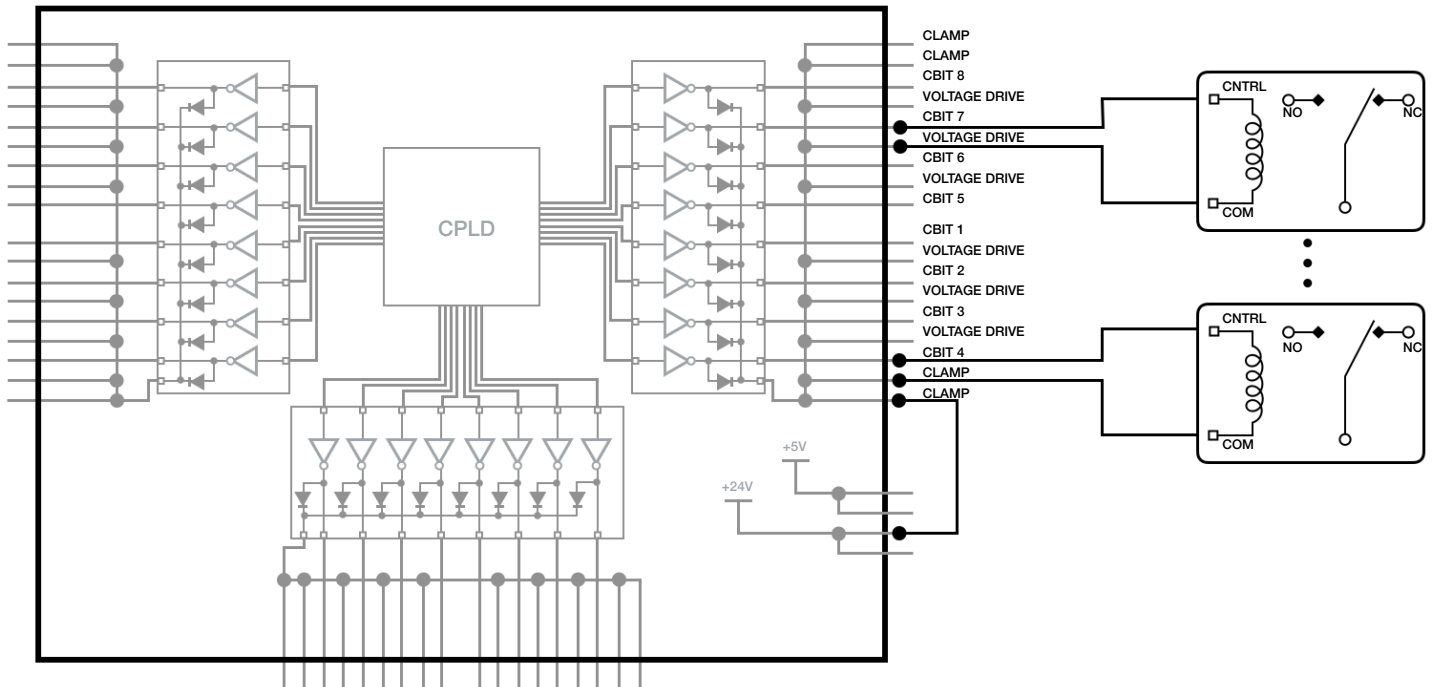 CLAMP
CLAMP
CBIT 8
VOLTAGE DRIVE
CBIT 7
VOLTAGE DRIVE
CBIT 6
VOLTAGE DRIVE
CBIT 5
CBIT 1
VOLTAGE DRIVE
CBIT 2
VOLTAGE DRIVE
CBIT 3
VOLTAGE DRIVE
CBIT 4
CLAMP
CLAMP
CPLD
+5V
+24V
CNTRL
NO
NC
COM
CNTRL
NO
NC
COM